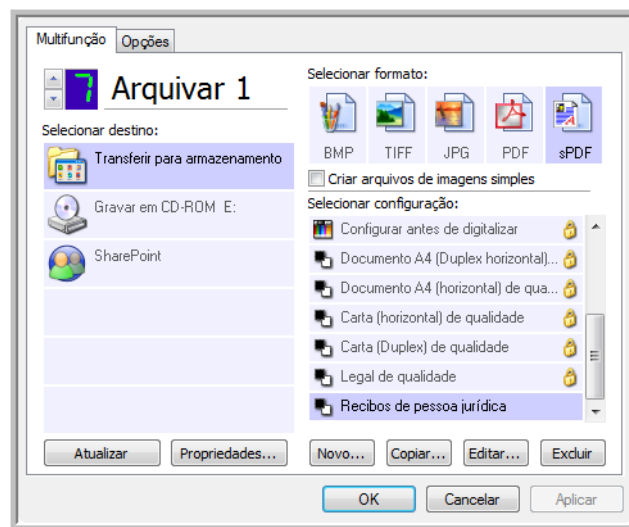 Multifunção
Opções
7
Arquivar 1
Selecionar destino:
Transferir para armazenamento
Gravar em CD-ROM E:
SharePoint
Atualizar
Propriedades...
Selecionar formato:
BMP
TIFF
JPG
PDF
sPDF
Criar arquivos de imagens simples
Selecionar configuração:
Configurar antes de digitalizar
Documento A4 (Duplex horizontal)...
Documento A4 (horizontal) de qua...
Carta (horizontal) de qualidade
Carta (Duplex) de qualidade
Legal de qualidade
Recibos de pessoa jurídica
Novo...
Copiar...
Editar...
Excluir
OK
Cancelar
Aplicar